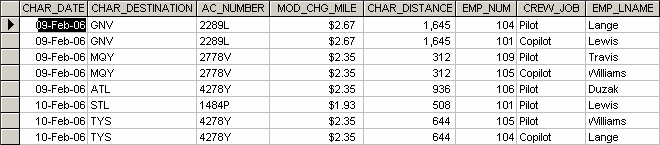 CHAR_DATE CHAR_DESTINATION AC_NUMBER MOD_CHG_MILE CHAR_DISTANCE EMP_NUM CREW_JOB EMP_LNAME
09-Feb-06 GNV 2289L $2.67 1,645 104 Pilot Lange
09-Feb-06 GNV 2289L $2.67 1,645 101 Copilot Lewis
09-Feb-06 MQY 2778V $2.35 312 109 Pilot Travis
09-Feb-06 MQY 2778V $2.35 312 105 Copilot Williams
09-Feb-06 ATL 4278Y $2.35 936 106 Pilot Duzak
10-Feb-06 STL 1484P $1.93 508 101 Pilot Lewis
10-Feb-06 TYS 4278Y $2.35 644 105 Pilot Williams
10-Feb-06 TYS 4278Y $2.35 644 104 Copilot Lange